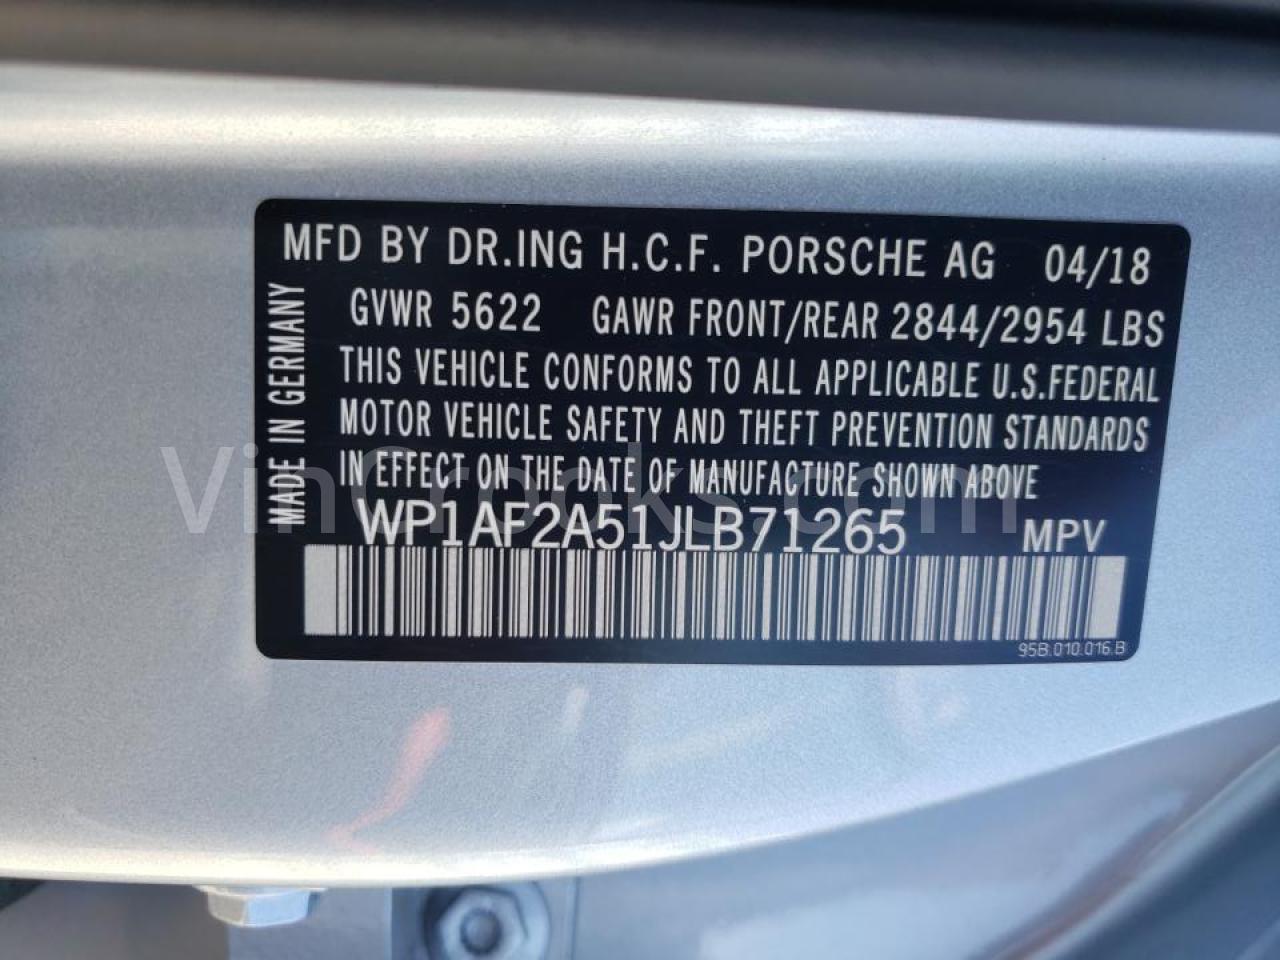 MFD BY DR.ING H.C.F. PORSCHE AG 04/18
GVWR 5622 GAWR FRONT/REAR 2844/2954 LBS
THIS VEHICLE CONFORMS TO ALL APPLICABLE U.S.FEDERAL
MOTOR VEHICLE SAFETY AND THEFT PREVENTION STANDARDS
IN EFFECT ON THE DATE OF MANUFACTURE SHOWN ABOVE
MADE IN GERMANY
WP1AF2A51JLB71265 MPV
95B.010.016.B
VinCrooks.com